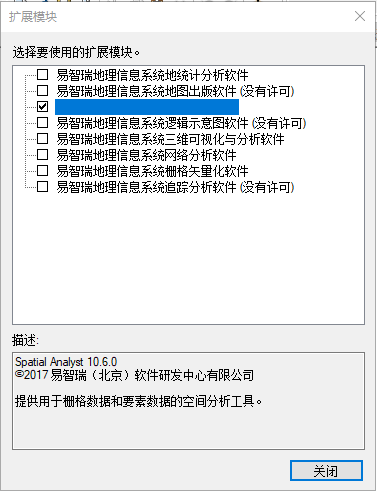 扩展模块
选择要使用的扩展模块。
易智瑞地理信息系统地统计分析软件
易智瑞地理信息系统地图出版软件 (没有许可)
易智瑞地理信息系统逻辑示意图软件 (没有许可)
易智瑞地理信息系统三维可视化与分析软件
易智瑞地理信息系统网络分析软件
易智瑞地理信息系统栅格矢量化软件
易智瑞地理信息系统追踪分析软件 (没有许可)
描述:
Spatial Analyst 10.6.0
©2017 易智瑞（北京）软件研发中心有限公司
提供用于栅格数据和要素数据的空间分析工具。
关闭